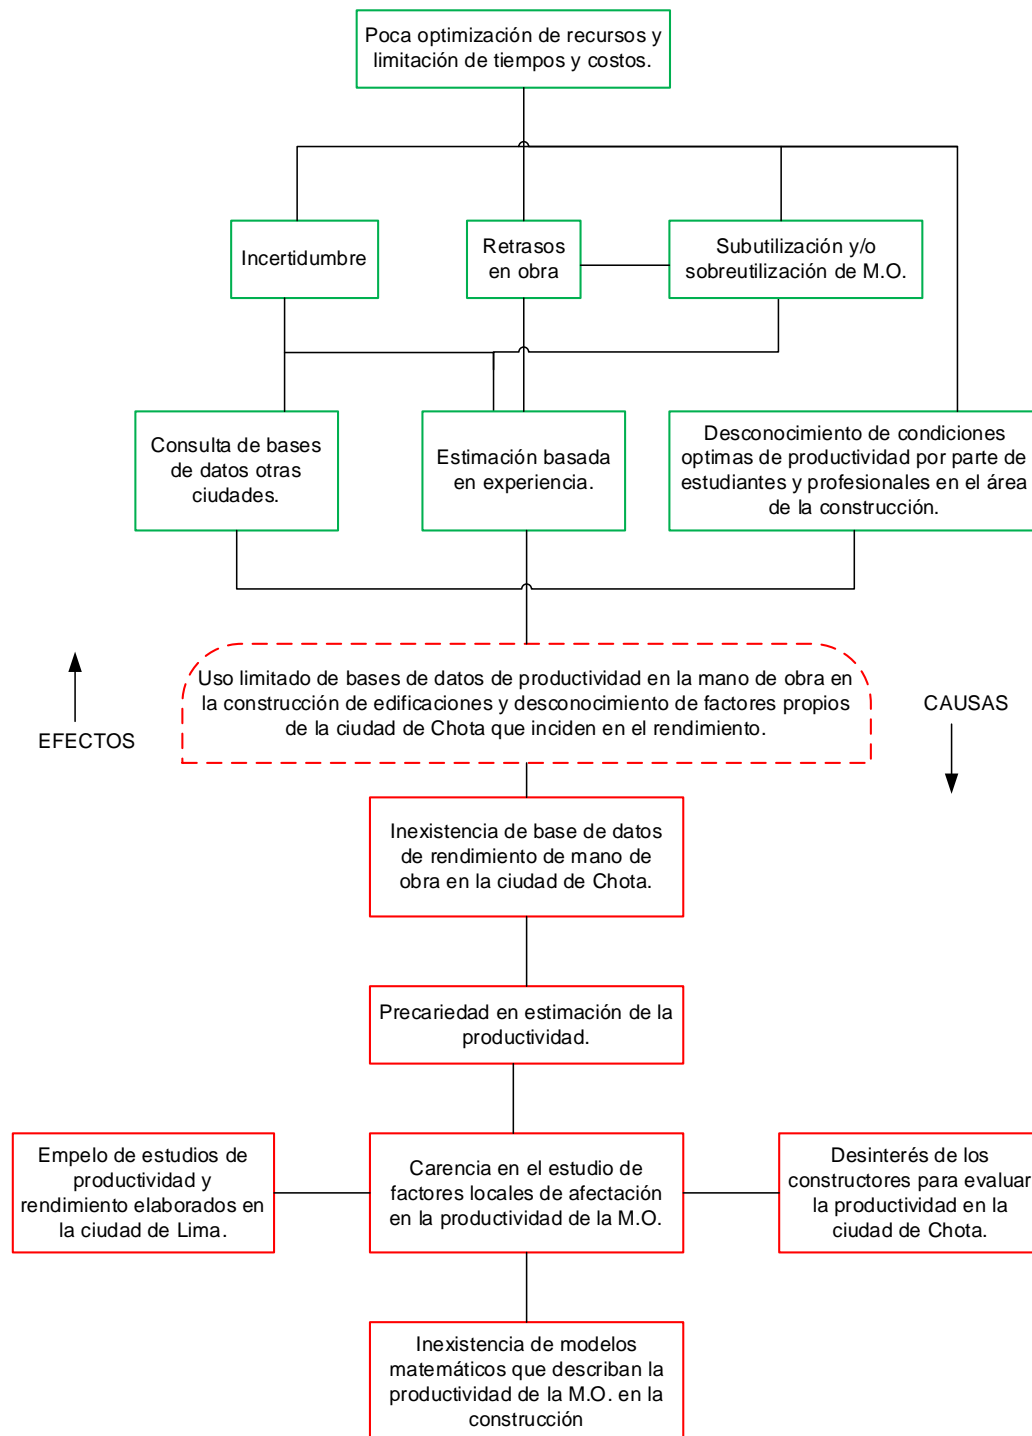 Poca optimización de recursos y
limitación de tiempos y costos.
Incertidumbre
Retrasos
en obra
Subutilización y/o
sobreutilización de M.O.
Consulta de bases
de datos otras
ciudades.
Estimación basada
en experiencia.
Desconocimiento de condiciones
optimas de productividad por parte de
estudiantes y profesionales en el área
de la construcción.
EFECTOS
Uso limitado de bases de datos de productividad en la mano de obra en
la construcción de edificaciones y desconocimiento de factores propios
de la ciudad de Chota que inciden en el rendimiento.
CAUSAS
Inexistencia de base de datos
de rendimiento de mano de
obra en la ciudad de Chota.
Precariedad en estimación de la
productividad.
Empelo de estudios de
productividad y
rendimiento elaborados en
la ciudad de Lima.
Carencia en el estudio de
factores locales de afectación
en la productividad de la M.O.
Desinterés de los
constructores para evaluar
la productividad en la
ciudad de Chota.
Inexistencia de modelos
matemáticos que describan la
productividad de la M.O. en la
construcción